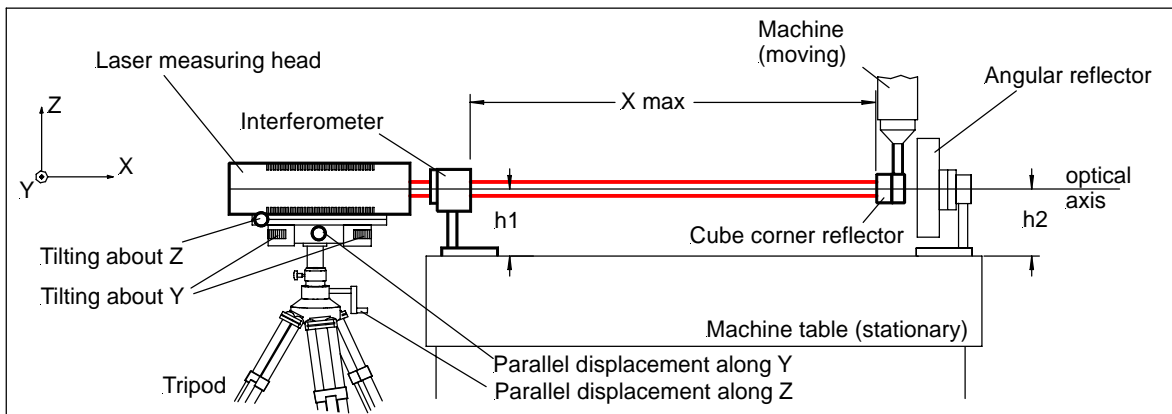 Machine
(moving)
Laser measuring head
Angular reflector
Z
X max
Interferometer
X
Y
optical
axis
h1
h2
Cube corner reflector
Tilting about Z
Tilting about Y
Machine table (stationary)
Parallel displacement along Y
Tripod
Parallel displacement along Z